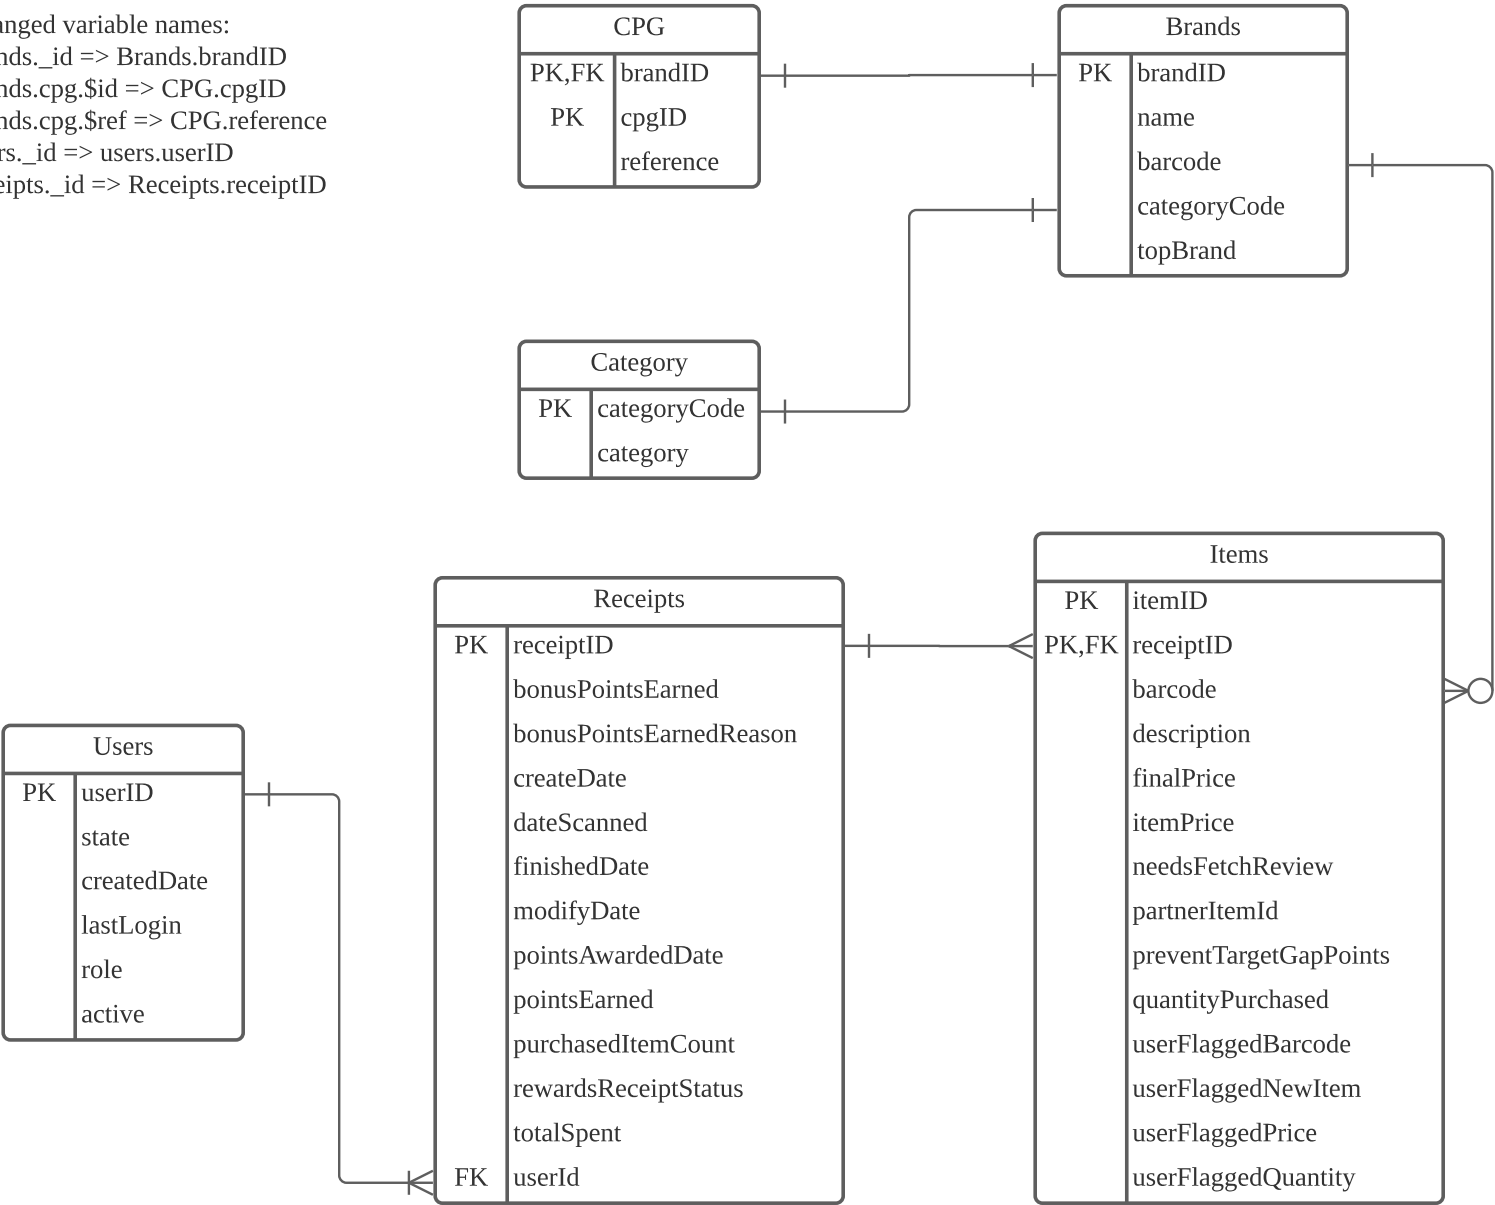 anged variable names:
nds._id => Brands.brandID
nds.cpg.$id => CPG.cpgID
nds.cpg.$ref => CPG.reference
rs._id => users.userID
eipts._id => Receipts.receiptID
CPG
PK,FK brandID
PK cpgID
reference
Brands
PK brandID
name
barcode
categoryCode
topBrand
Category
PK categoryCode
category
Items
PK itemID
PK,FK receiptID
barcode
description
finalPrice
itemPrice
needsFetchReview
partnerItemId
preventTargetGapPoints
quantityPurchased
userFlaggedBarcode
userFlaggedNewItem
userFlaggedPrice
userFlaggedQuantity
Receipts
PK receiptID
bonusPointsEarned
bonusPointsEarnedReason
createDate
dateScanned
finishedDate
modifyDate
pointsAwardedDate
pointsEarned
purchasedItemCount
rewardsReceiptStatus
totalSpent
FK userId
Users
PK userID
state
createdDate
lastLogin
role
active